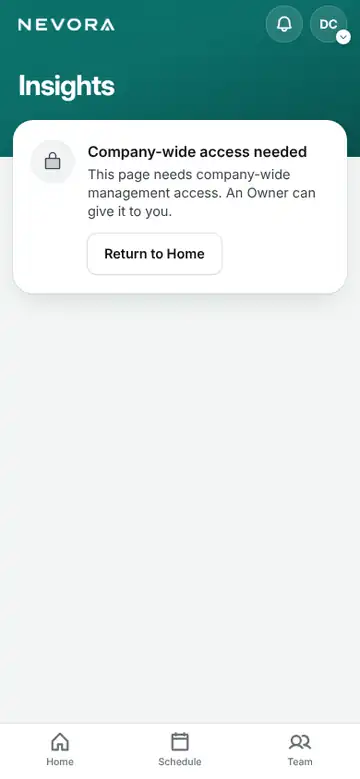 NEVORA
DC
Insights
Company-wide access needed
This page needs company-wide
management access. An Owner can
give it to you.
Return to Home
Home
Schedule
Team